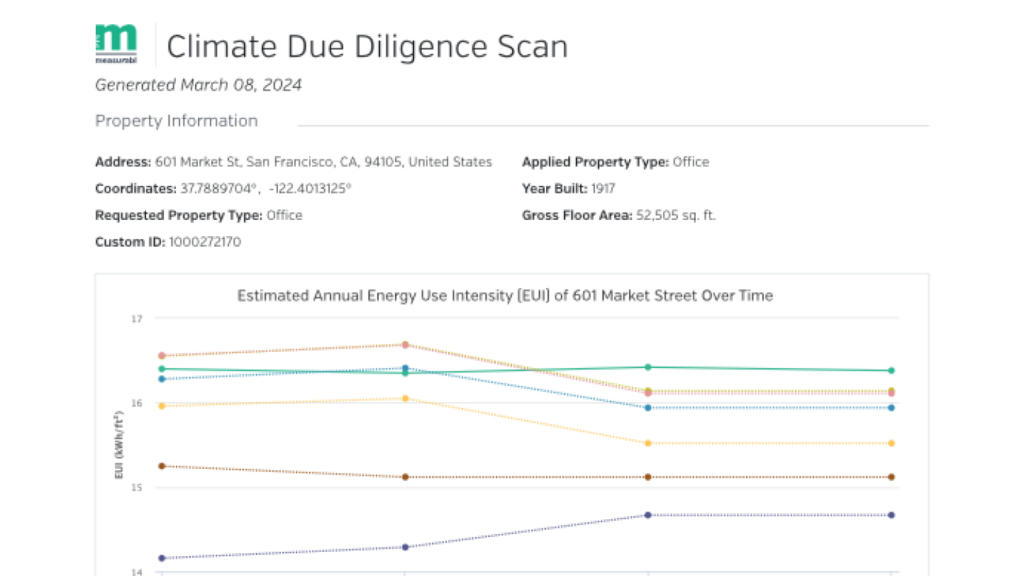 m
measurabl
Climate Due Diligence Scan
Generated March 08, 2024
Property Information
Address: 601 Market St, San Francisco, CA, 94105, United States
Applied Property Type: Office
Coordinates: 37.7889704°, -122.4013125°
Year Built: 1917
Requested Property Type: Office
Gross Floor Area: 52,505 sq. ft.
Custom ID: 1000272170
Estimated Annual Energy Use Intensity (EUI) of 601 Market Street Over Time
17
16
EUI (kWh/ft²)
15
14